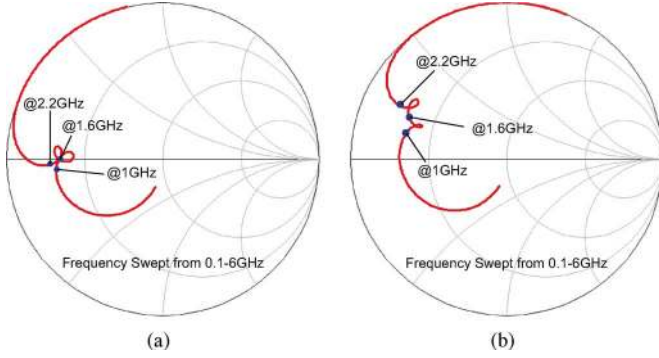 @2.2GHz
@1.6GHz
@1GHz
Frequency Swept from 0.1-6GHz
(a)
@2.2GHz
@1.6GHz
@1GHz
Frequency Swept from 0.1-6GHz
(b)